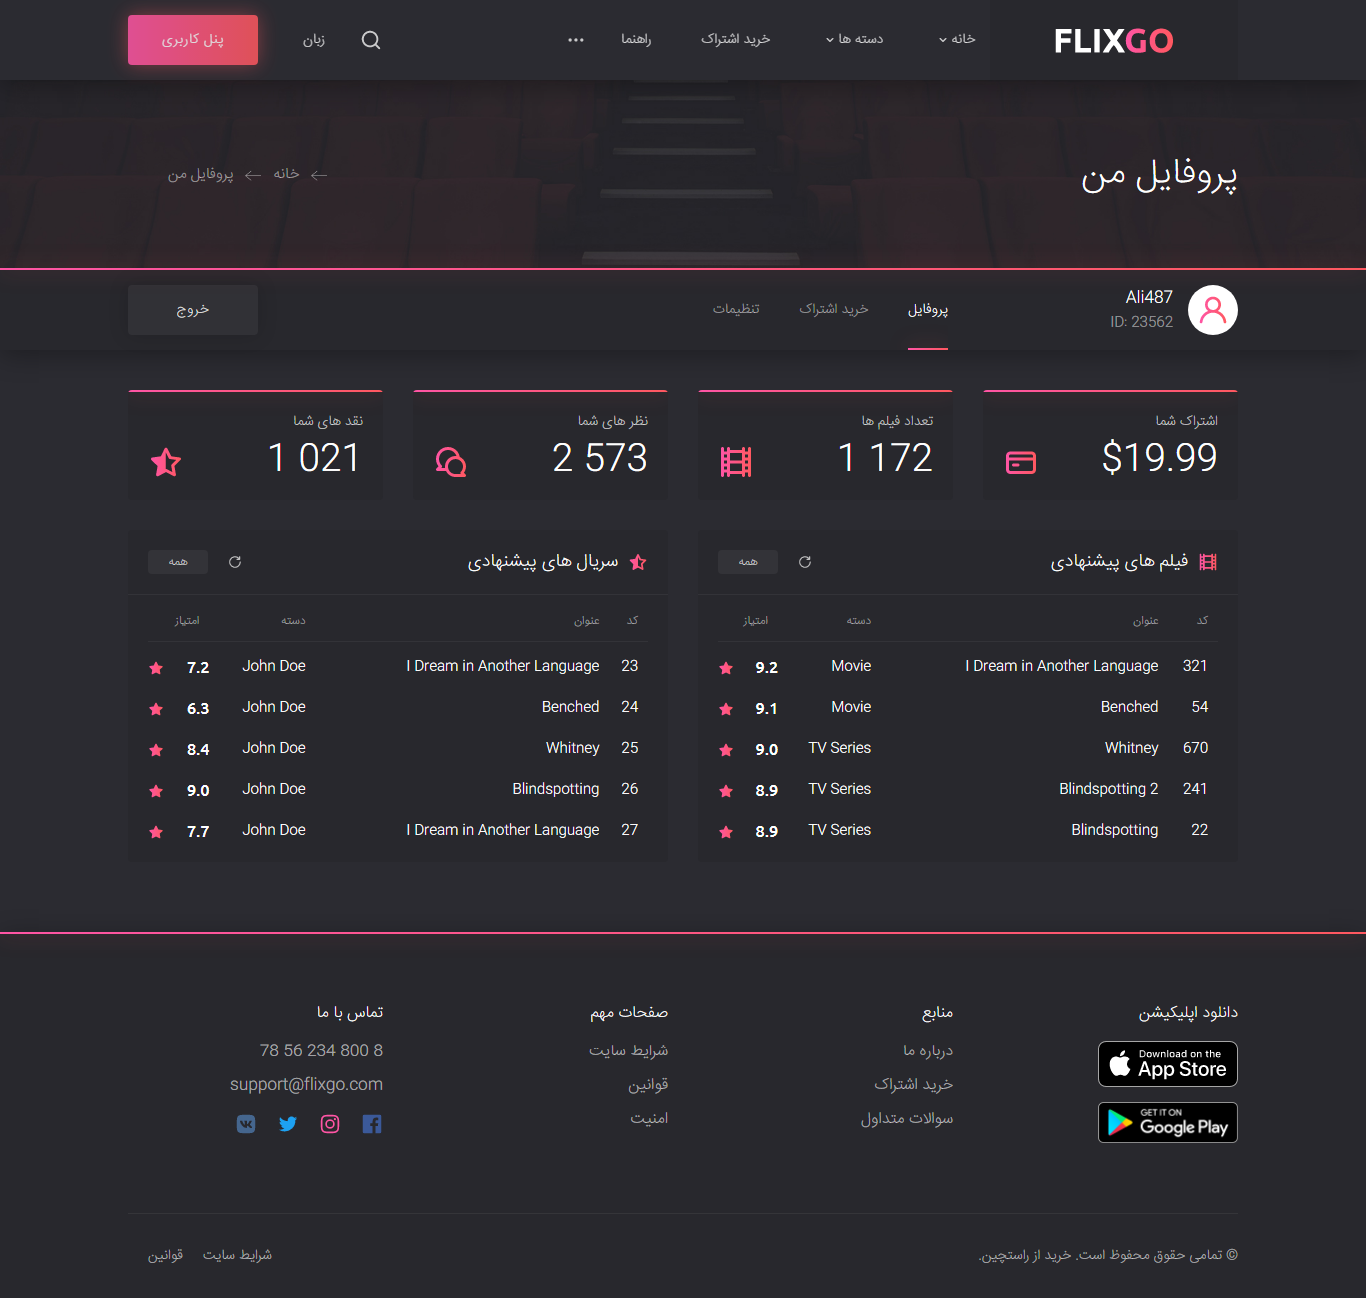 FLIXGO
خانه
دسته ها
خرید اشتراک
راهنما
زبان
پنل کاربری
پروفایل من
خانه
پروفایل من
Ali487
ID: 23562
پروفایل
خرید اشتراک
تنظیمات
خروج
اشتراک شما
$19.99
تعداد فیلم ها
1 172
نظر های شما
2 573
نقد های شما
1 021
فیلم های پیشنهادی
همه
کد عنوان دسته امتیاز
321 I Dream in Another Language Movie 9.2
54 Benched Movie 9.1
670 Whitney TV Series 9.0
241 Blindspotting 2 TV Series 8.9
22 Blindspotting TV Series 8.9
سریال های پیشنهادی
همه
کد عنوان دسته امتیاز
23 I Dream in Another Language John Doe 7.2
24 Benched John Doe 6.3
25 Whitney John Doe 8.4
26 Blindspotting John Doe 9.0
27 I Dream in Another Language John Doe 7.7
دانلود اپلیکیشن
Download on the
App Store
GET IT ON
Google Play
منابع
درباره ما
خرید اشتراک
سوالات متداول
صفحات مهم
شرایط سایت
قوانین
امنیت
تماس با ما
78 56 234 800 8
support@flixgo.com
© تمامی حقوق محفوظ است. خرید از راستچین.
شرایط سایت
قوانین